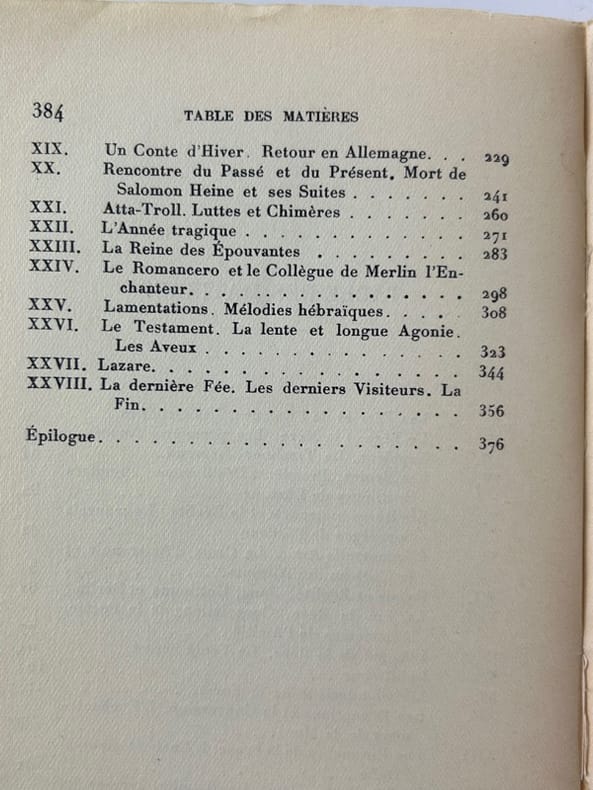 384 TABLE DES MATIÈRES
XIX. Un Conte d'Hiver. Retour en Allemagne. . . 229
XX. Rencontre du Passé et du Présent. Mort de
Salomon Heine et ses Suites . . . . . . . 241
XXI. Atta-Troll. Luttes et Chimères . . . . . . . 260
XXII. L'Année tragique . . . . . . . . . . . . . 271
XXIII. La Reine des Épouvantes . . . . . . . . . 283
XXIV. Le Romancero et le Collègue de Merlin l'En-
chanteur. . . . . . . . . . . . . . . . 298
XXV. Lamentations. Mélodies hébraïques. . . . . 308
XXVI. Le Testament. La lente et longue Agonie.
Les Aveux . . . . . . . . . . . . . . . 323
XXVII. Lazare. . . . . . . . . . . . . . . . . . 344
XXVIII. La dernière Fée. Les derniers Visiteurs. La
Fin. . . . . . . . . . . . . . . . . . . 356
Épilogue. . . . . . . . . . . . . . . . . . . . 376